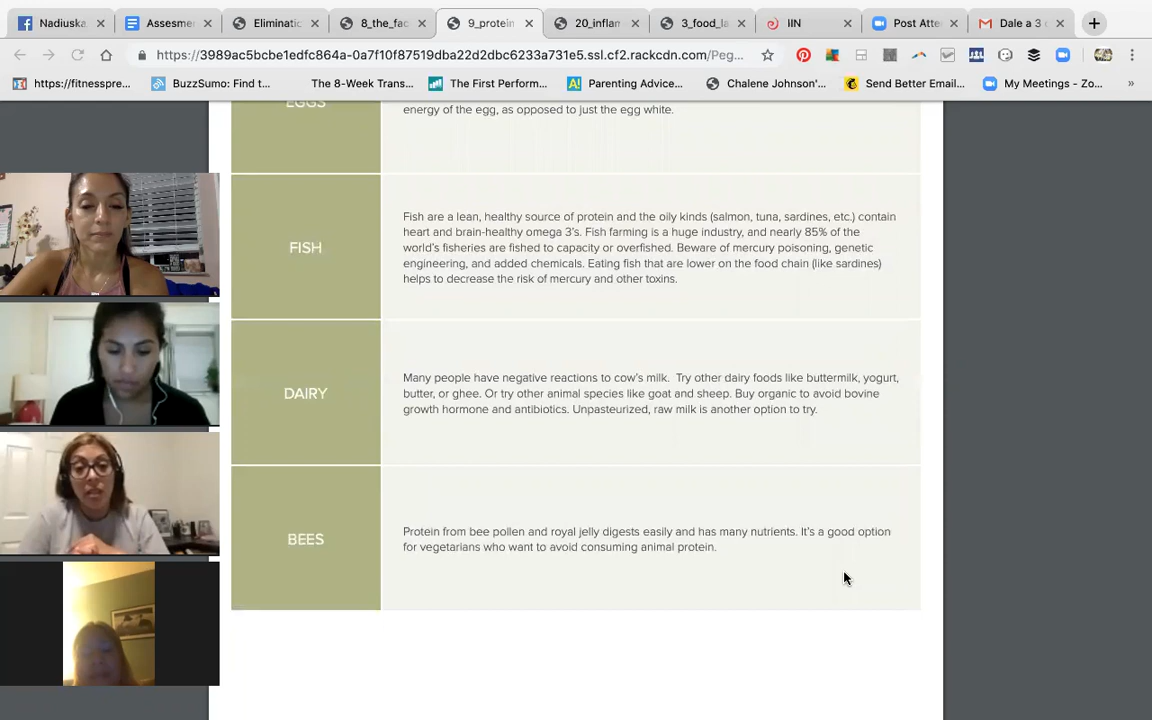 Nadiuska
Assessme
Eliminatic
8_the_fac
9_protein
20_inflam
3_food_la
IIN
Post Atte
Dale a 3
https://3989ac5bcbe1edfc864a-0a7f10f87519dba22d2dbc6233a731e5.ssl.cf2.rackcdn.com/Peg...
https://fitnesspre...
BuzzSumo: Find t...
The 8-Week Trans...
The First Perform...
Parenting Advice...
Chalene Johnson'...
Send Better Email...
My Meetings - Zo...
EGGS
energy of the egg, as opposed to just the egg white.
FISH
Fish are a lean, healthy source of protein and the oily kinds (salmon, tuna, sardines, etc.) contain
heart and brain-healthy omega 3's. Fish farming is a huge industry, and nearly 85% of the
world's fisheries are fished to capacity or overfished. Beware of mercury poisoning, genetic
engineering, and added chemicals. Eating fish that are lower on the food chain (like sardines)
helps to decrease the risk of mercury and other toxins.
DAIRY
Many people have negative reactions to cow's milk.  Try other dairy foods like buttermilk, yogurt,
butter, or ghee. Or try other animal species like goat and sheep. Buy organic to avoid bovine
growth hormone and antibiotics. Unpasteurized, raw milk is another option to try.
BEES
Protein from bee pollen and royal jelly digests easily and has many nutrients. It's a good option
for vegetarians who want to avoid consuming animal protein.